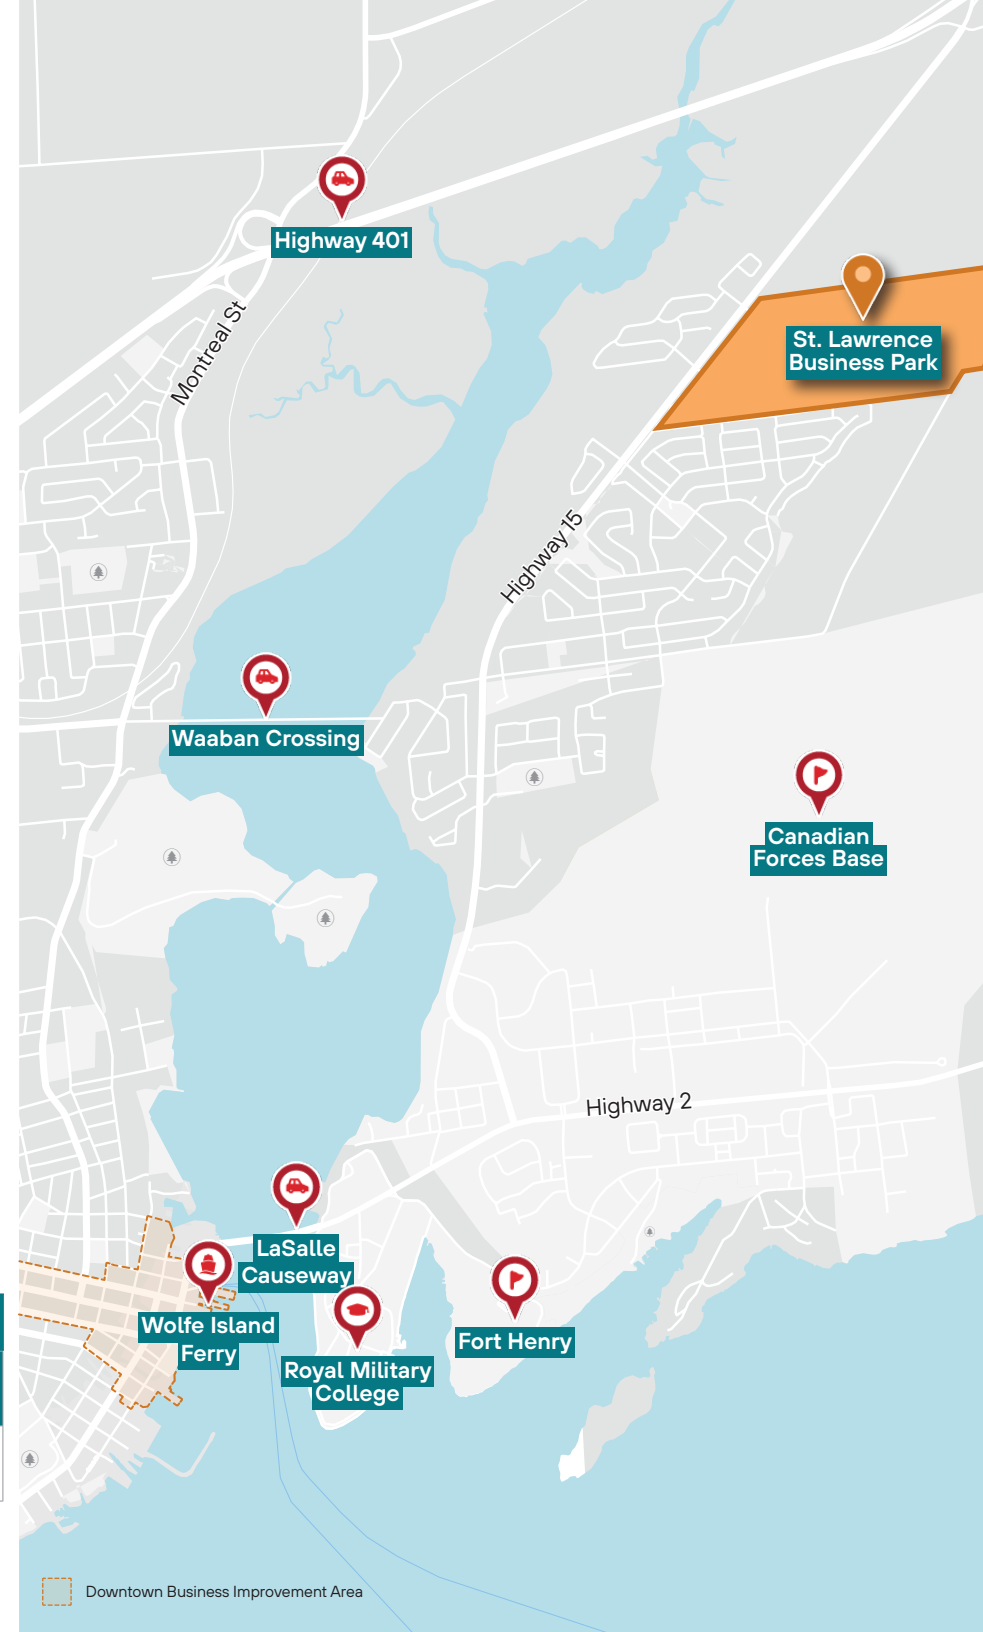 Highway 401
Montreal St
St. Lawrence
Business Park
Highway 15
Waaban Crossing
Canadian
Forces Base
Highway 2
LaSalle
Causeway
Wolfe Island
Ferry
Fort Henry
Royal Military
College
Downtown Business Improvement Area